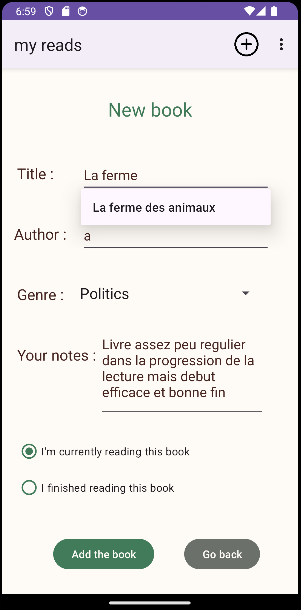 6:59
my reads
New book
Title :
La ferme
La ferme des animaux
Author :
a
Genre :
Politics
Your notes :
Livre assez peu regulier
dans la progression de la
lecture mais debut
efficace et bonne fin
I'm currently reading this book
I finished reading this book
Add the book
Go back